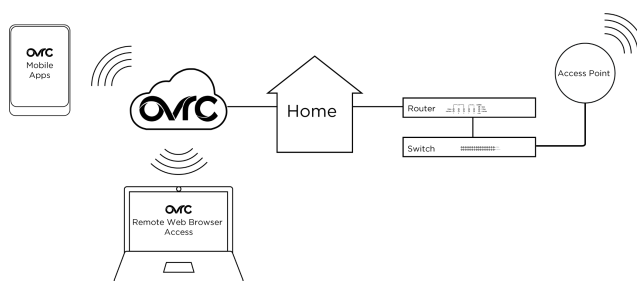 OvrC
Mobile
Apps
OvrC
Home
Router
Switch
Access Point
OvrC
Remote Web Browser
Access